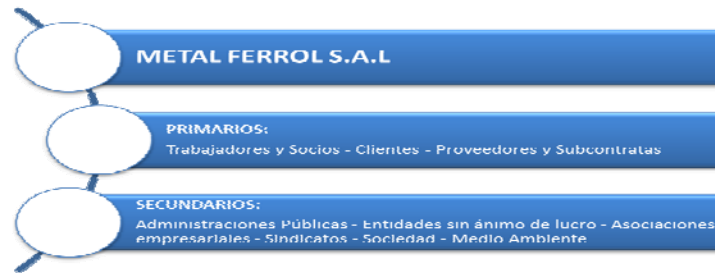 METAL FERROL S.A.L
PRIMARIOS:
Trabajadores y Socios - Clientes - Proveedores y Subcontratas
SECUNDARIOS:
Administraciones Públicas - Entidades sin ánimo de lucro - Asociaciones
empresariales - Sindicatos - Sociedad - Medio Ambiente